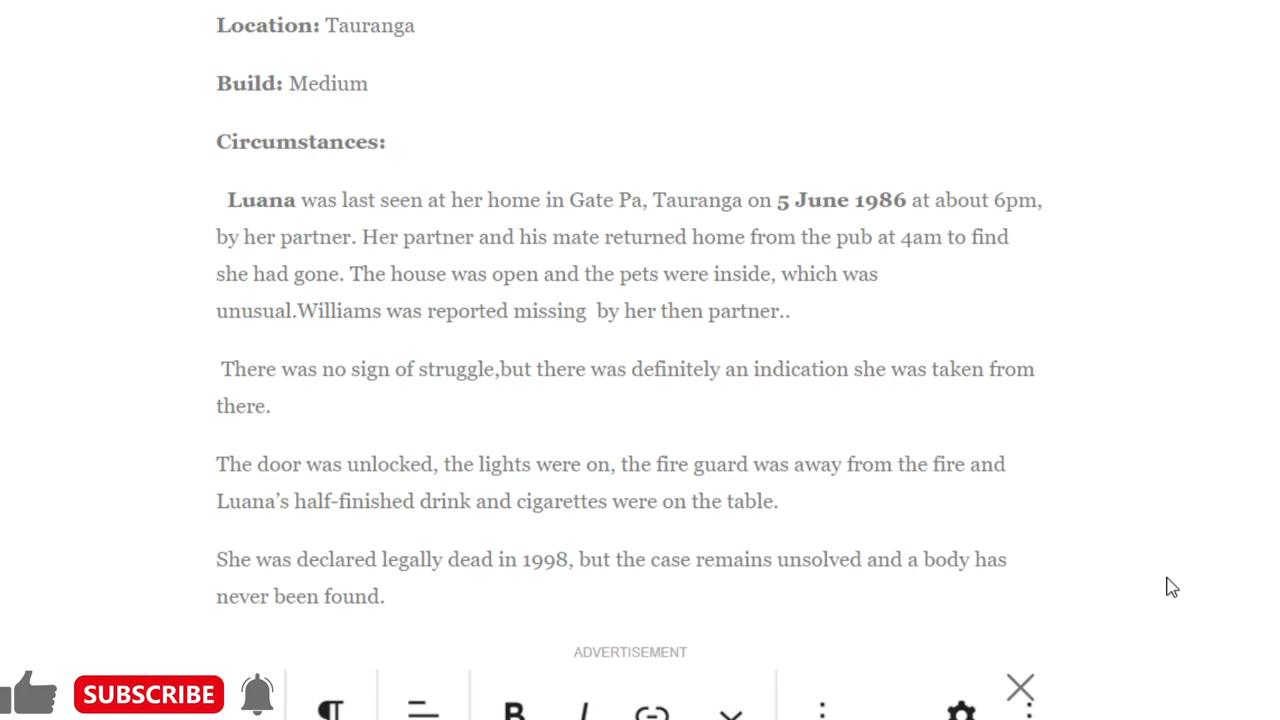 Location: Tauranga
Build: Medium
Circumstances:
Luana was last seen at her home in Gate Pa, Tauranga on 5 June 1986 at about 6pm,
by her partner. Her partner and his mate returned home from the pub at 4am to find
she had gone. The house was open and the pets were inside, which was
unusual.Williams was reported missing  by her then partner..
There was no sign of struggle,but there was definitely an indication she was taken from
there.
The door was unlocked, the lights were on, the fire guard was away from the fire and
Luana’s half-finished drink and cigarettes were on the table.
She was declared legally dead in 1998, but the case remains unsolved and a body has
never been found.
ADVERTISEMENT
SUBSCRIBE
¶ B I